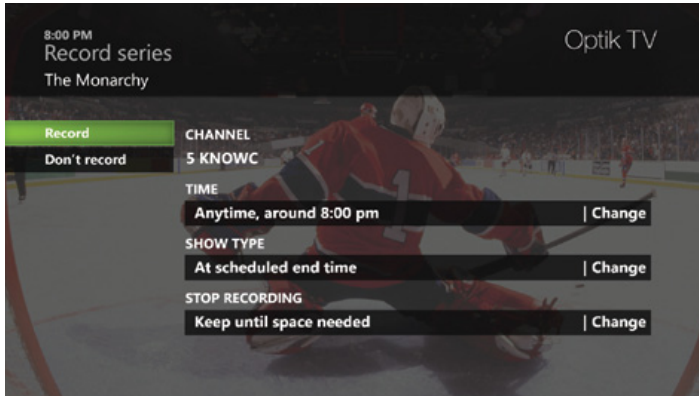 8:00 PM
Record series
The Monarchy
Optik TV
Record
Don't record
CHANNEL
5 KNOWC
TIME
Anytime, around 8:00 pm | Change
SHOW TYPE
At scheduled end time | Change
STOP RECORDING
Keep until space needed | Change
1